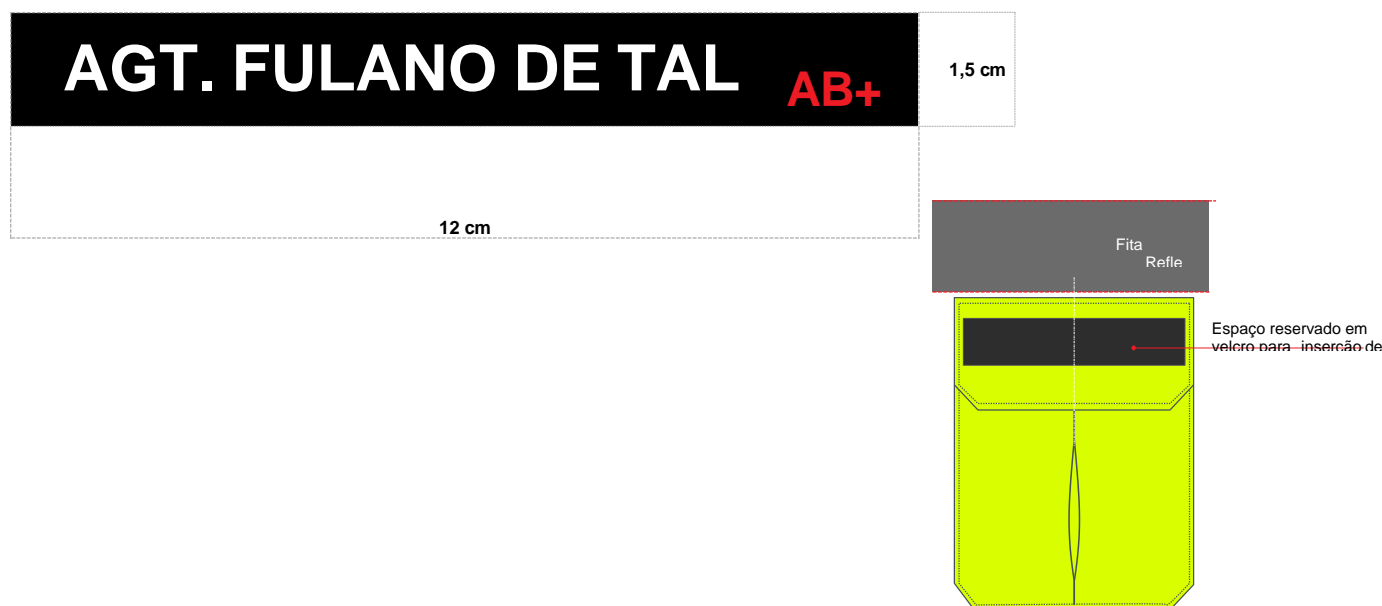 AGT. FULANO DE TAL AB+
1,5 cm
12 cm
Fita
Refle
Espaço reservado em
velcro para inserção de